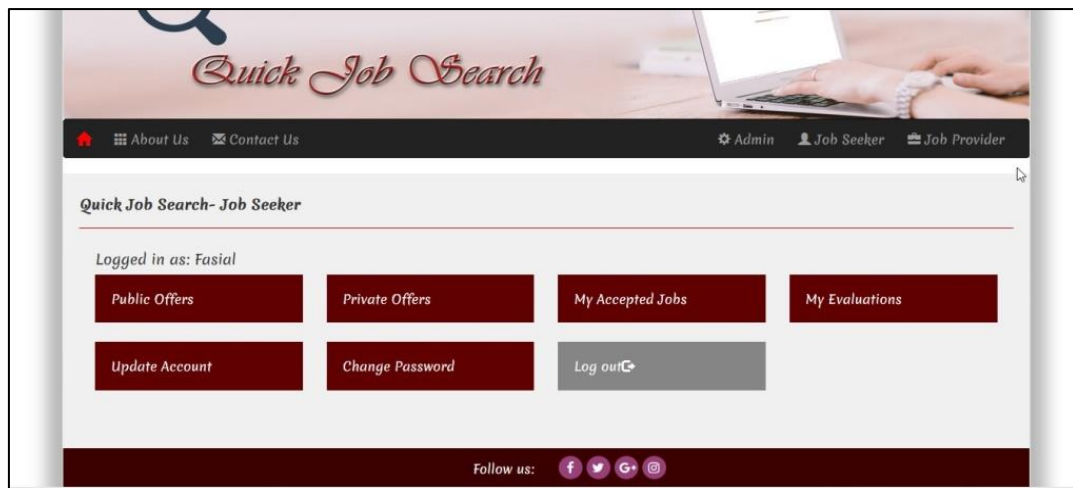 Quick Job Search
About Us Contact Us Admin Job Seeker Job Provider
Quick Job Search- Job Seeker
Logged in as: Fasial
Public Offers Private Offers My Accepted Jobs My Evaluations
Update Account Change Password Log out
Follow us: f G+